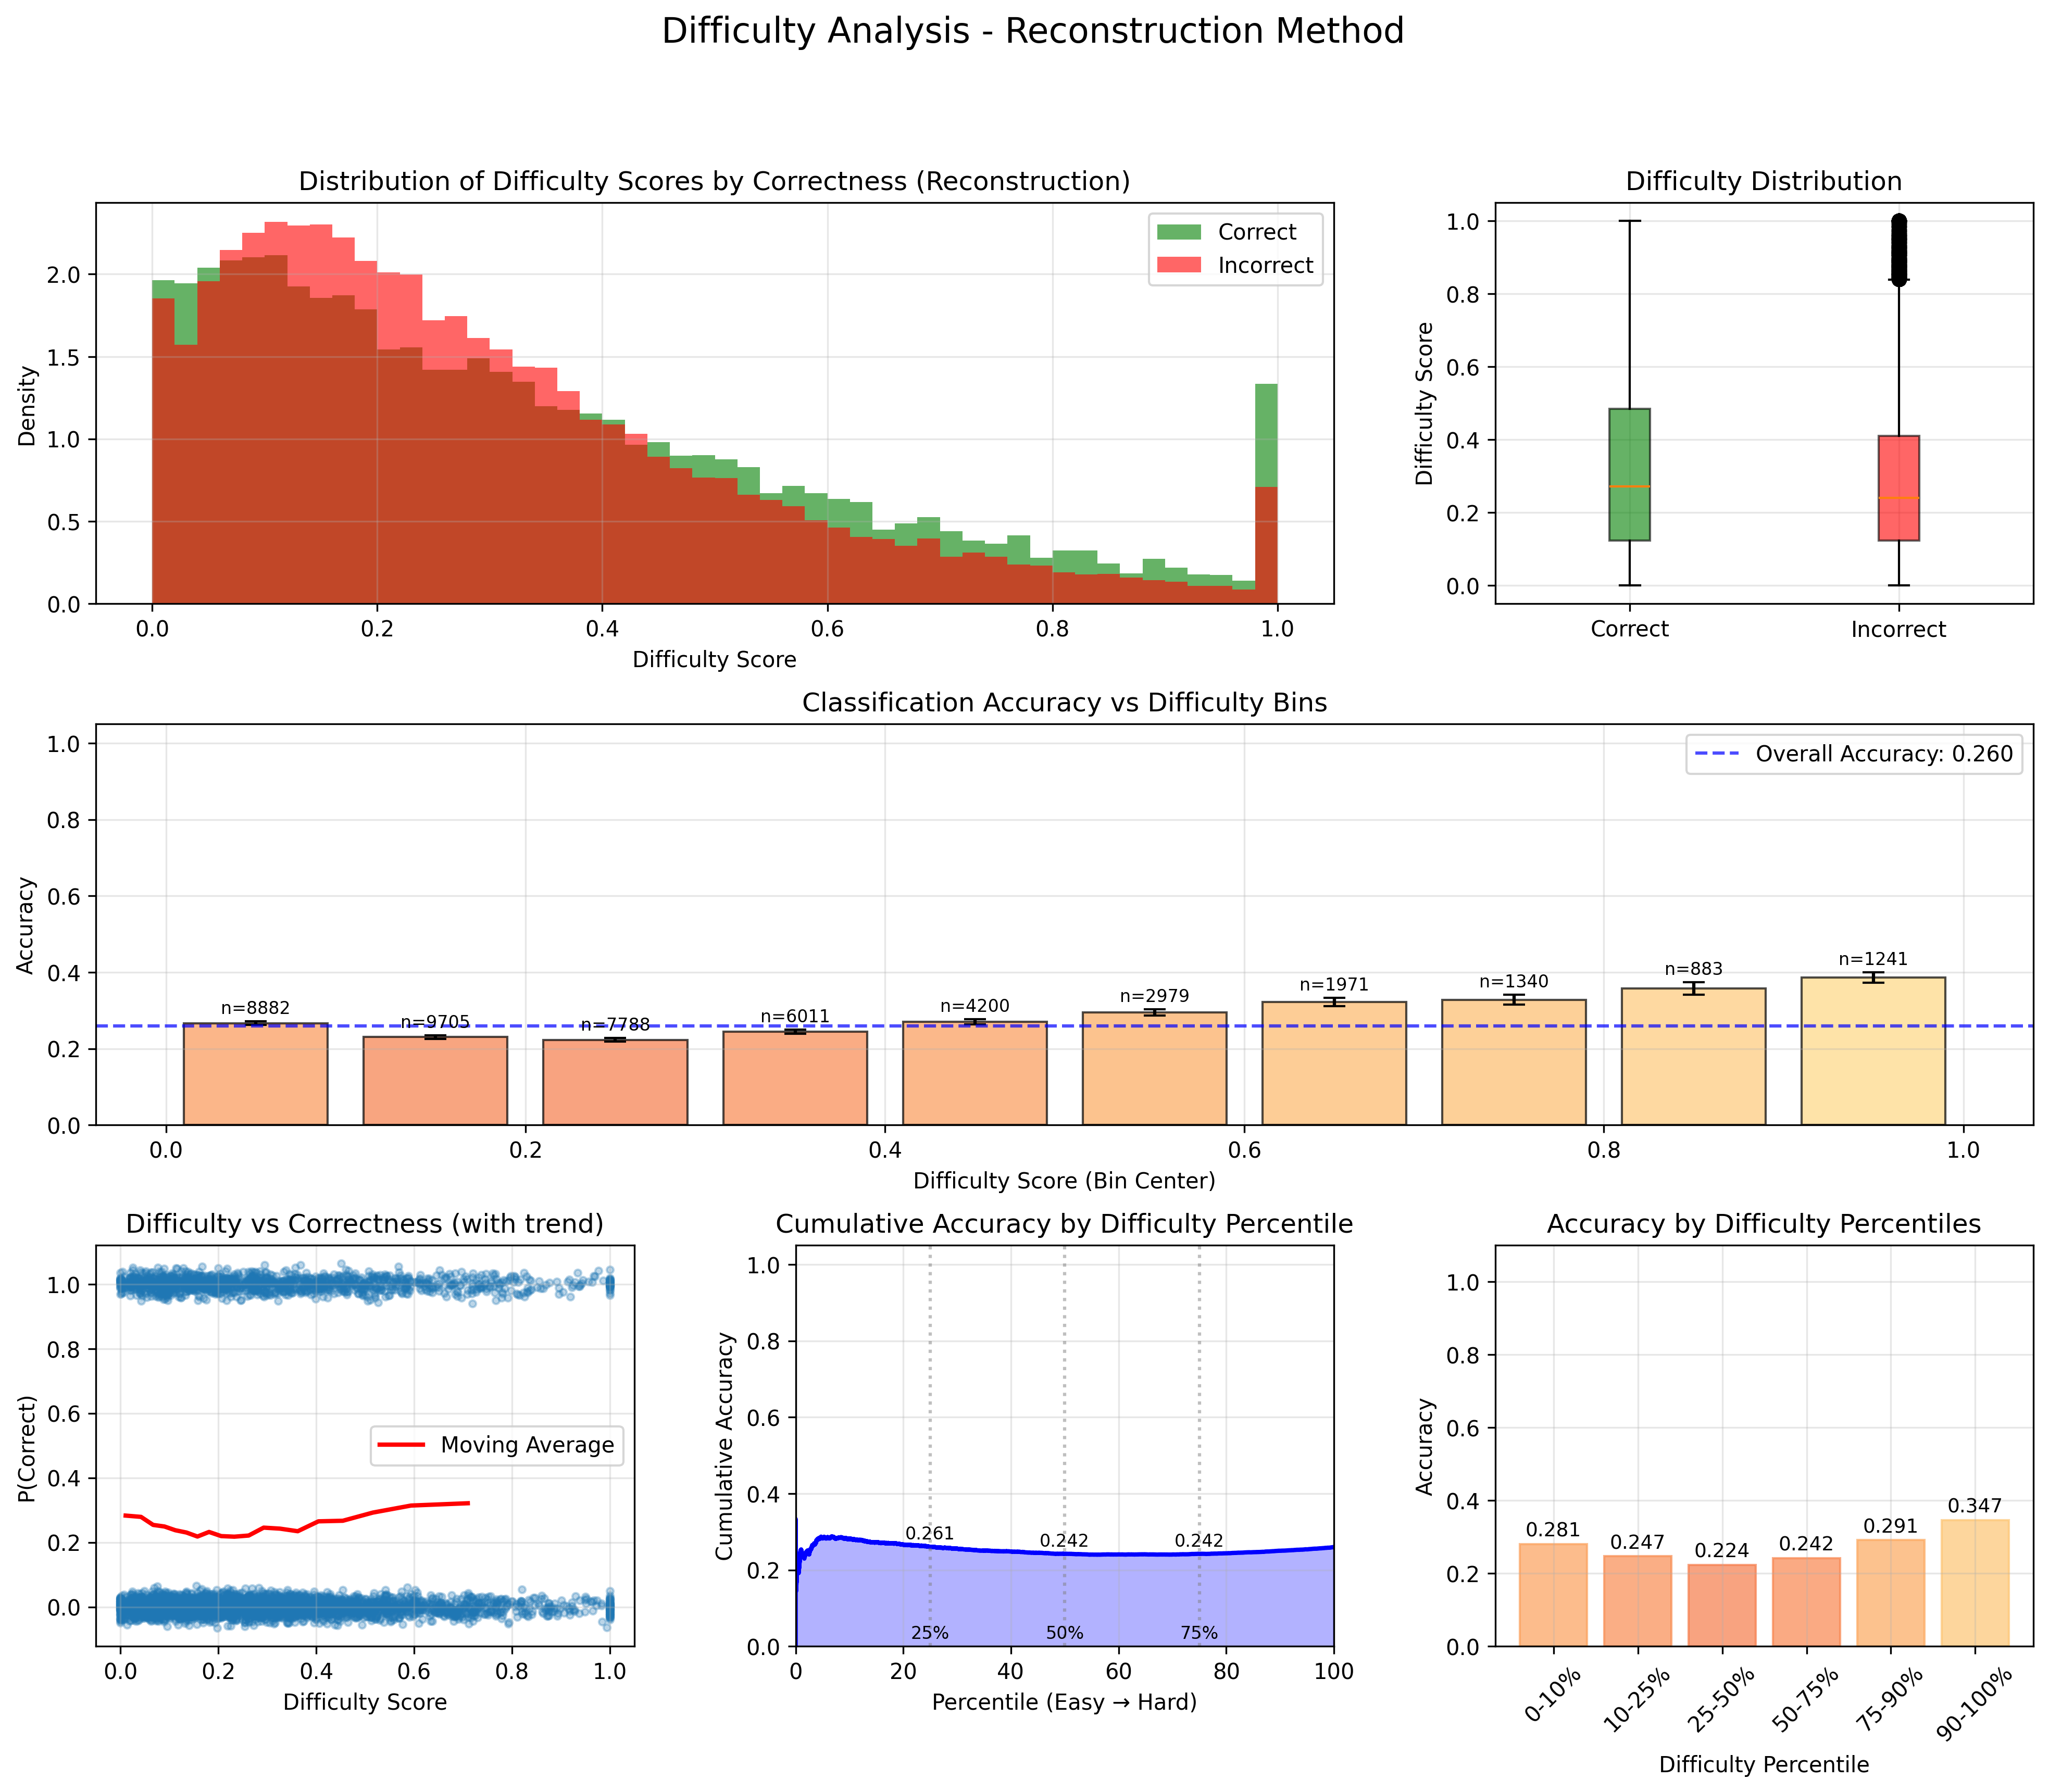 Difficulty Analysis - Reconstruction Method
Distribution of Difficulty Scores by Correctness (Reconstruction)
Density
2.0
1.5
1.0
0.5
0.0
Correct
Incorrect
0.0 0.2 0.4 0.6 0.8 1.0
Difficulty Score
Difficulty Distribution
Difficulty Score
1.0
0.8
0.6
0.4
0.2
0.0
Correct Incorrect
Classification Accuracy vs Difficulty Bins
Accuracy
1.0
0.8
0.6
0.4
0.2
0.0
Overall Accuracy: 0.260
n=8882 n=9705 n=7788 n=6011 n=4200 n=2979 n=1971 n=1340 n=883 n=1241
0.0 0.2 0.4 0.6 0.8 1.0
Difficulty Score (Bin Center)
Difficulty vs Correctness (with trend)
P(Correct)
1.0
0.8
0.6
0.4
0.2
0.0
Moving Average
0.0 0.2 0.4 0.6 0.8 1.0
Difficulty Score
Cumulative Accuracy by Difficulty Percentile
Cumulative Accuracy
1.0
0.8
0.6
0.4
0.2
0.0
0.261 0.242 0.242
25% 50% 75%
0 20 40 60 80 100
Percentile (Easy → Hard)
Accuracy by Difficulty Percentiles
Accuracy
1.0
0.8
0.6
0.4
0.2
0.0
0.281 0.247 0.224 0.242 0.291 0.347
0-10% 10-25% 25-50% 50-75% 75-90% 90-100%
Difficulty Percentile